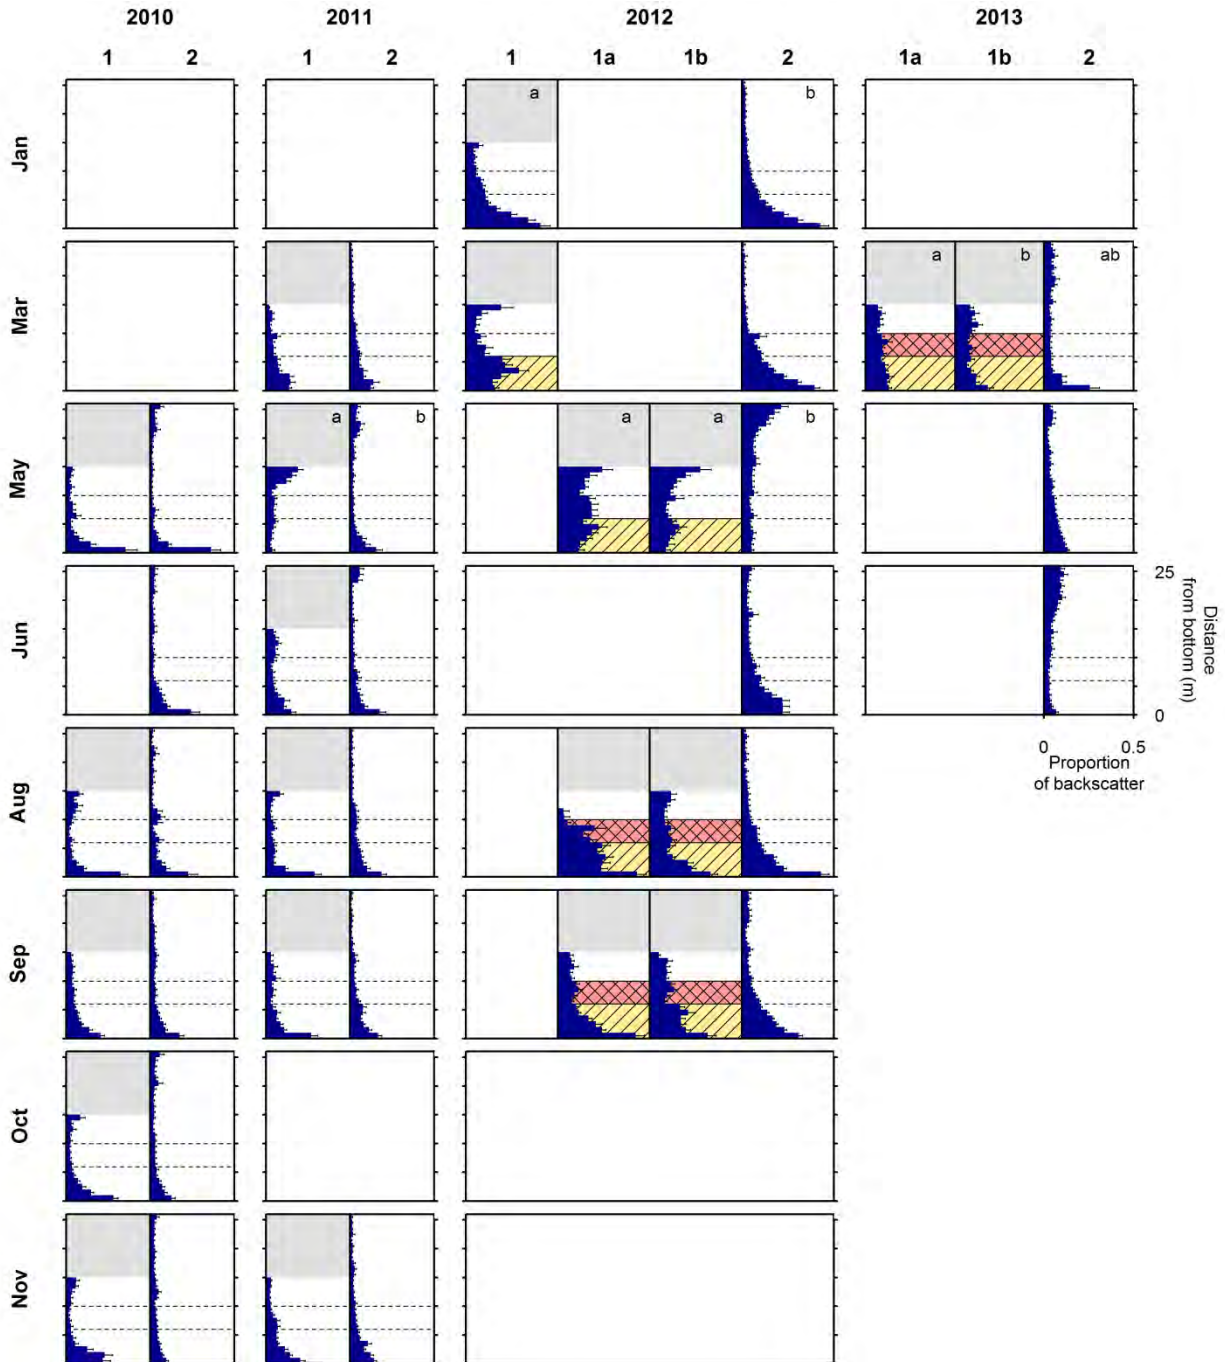 2010 2011 2012 2013
1 2 1 2 1 1a 1b 2 1a 1b 2
Jan
a b
Mar
a b ab
May
a b a a b
Jun
25
0
Distance
from bottom (m)
Aug
0 0.5
Proportion
of backscatter
Sep
Oct
Nov